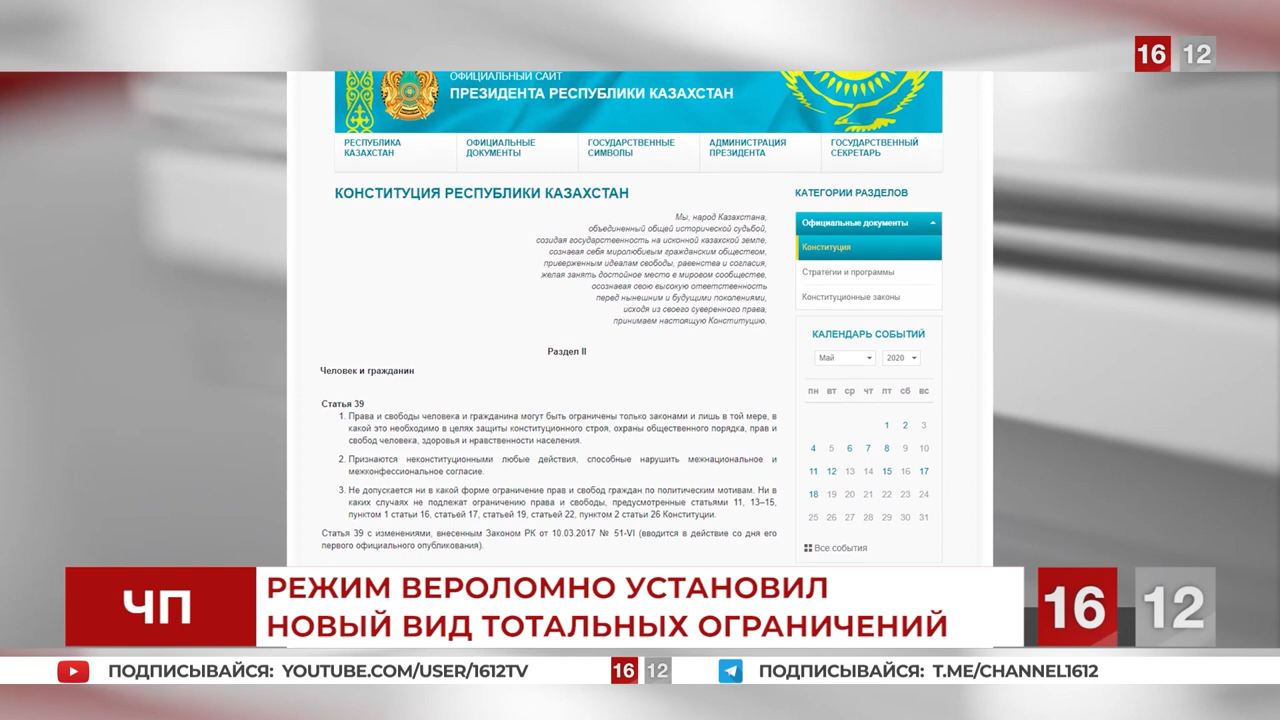 16 12
ОФИЦИАЛЬНЫЙ САЙТ
ПРЕЗИДЕНТА РЕСПУБЛИКИ КАЗАХСТАН
РЕСПУБЛИКА
КАЗАХСТАН
ОФИЦИАЛЬНЫЕ
ДОКУМЕНТЫ
ГОСУДАРСТВЕННЫЕ
СИМВОЛЫ
АДМИНИСТРАЦИЯ
ПРЕЗИДЕНТА
ГОСУДАРСТВЕННЫЙ
СЕКРЕТАРЬ
КОНСТИТУЦИЯ РЕСПУБЛИКИ КАЗАХСТАН
Мы, народ Казахстана,
объединенный общей исторической судьбой,
созидая государственность на исконной казахской земле,
сознавая себя миролюбивым гражданским обществом,
приверженным идеалам свободы, равенства и согласия,
желая занять достойное место в мировом сообществе,
осознавая свою высокую ответственность
перед нынешним и будущими поколениями,
исходя из своего суверенного права,
принимаем настоящую Конституцию.
Раздел II
Человек и гражданин
Статья 39
1. Права и свободы человека и гражданина могут быть ограничены только законами и лишь в той мере, в
какой это необходимо в целях защиты конституционного строя, охраны общественного порядка, прав и
свобод человека, здоровья и нравственности населения.
2. Признаются неконституционными любые действия, способные нарушить межнациональное и
межконфессиональное согласие.
3. Не допускается ни в какой форме ограничение прав и свобод граждан по политическим мотивам. Ни в
каких случаях не подлежат ограничению права и свободы, предусмотренные статьями 11, 13–15,
пунктом 1 статьи 16, статьей 17, статьей 19, статьей 22, пунктом 2 статьи 26 Конституции.
Статья 39 с изменениями, внесенным Законом РК от 10.03.2017 № 51-VI (вводится в действие со дня его
первого официального опубликования).
КАТЕГОРИИ РАЗДЕЛОВ
Официальные документы
Конституция
Стратегии и программы
Конституционные законы
КАЛЕНДАРЬ СОБЫТИЙ
Май 2020
пн вт ср чт пт сб вс
1 2 3
4 5 6 7 8 9 10
11 12 13 14 15 16 17
18 19 20 21 22 23 24
25 26 27 28 29 30 31
Все события
ЧП
РЕЖИМ ВЕРОЛОМНО УСТАНОВИЛ
НОВЫЙ ВИД ТОТАЛЬНЫХ ОГРАНИЧЕНИЙ
16 12
ПОДПИСЫВАЙСЯ: YOUTUBE.COM/USER/1612TV
16 12
ПОДПИСЫВАЙСЯ: T.ME/CHANNEL1612